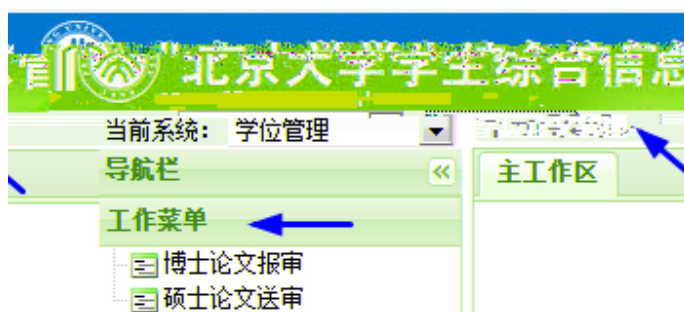 北京大学学生综合信息
当前系统： 学位管理
导航栏
主工作区
工作菜单
博士论文报审
硕士论文送审